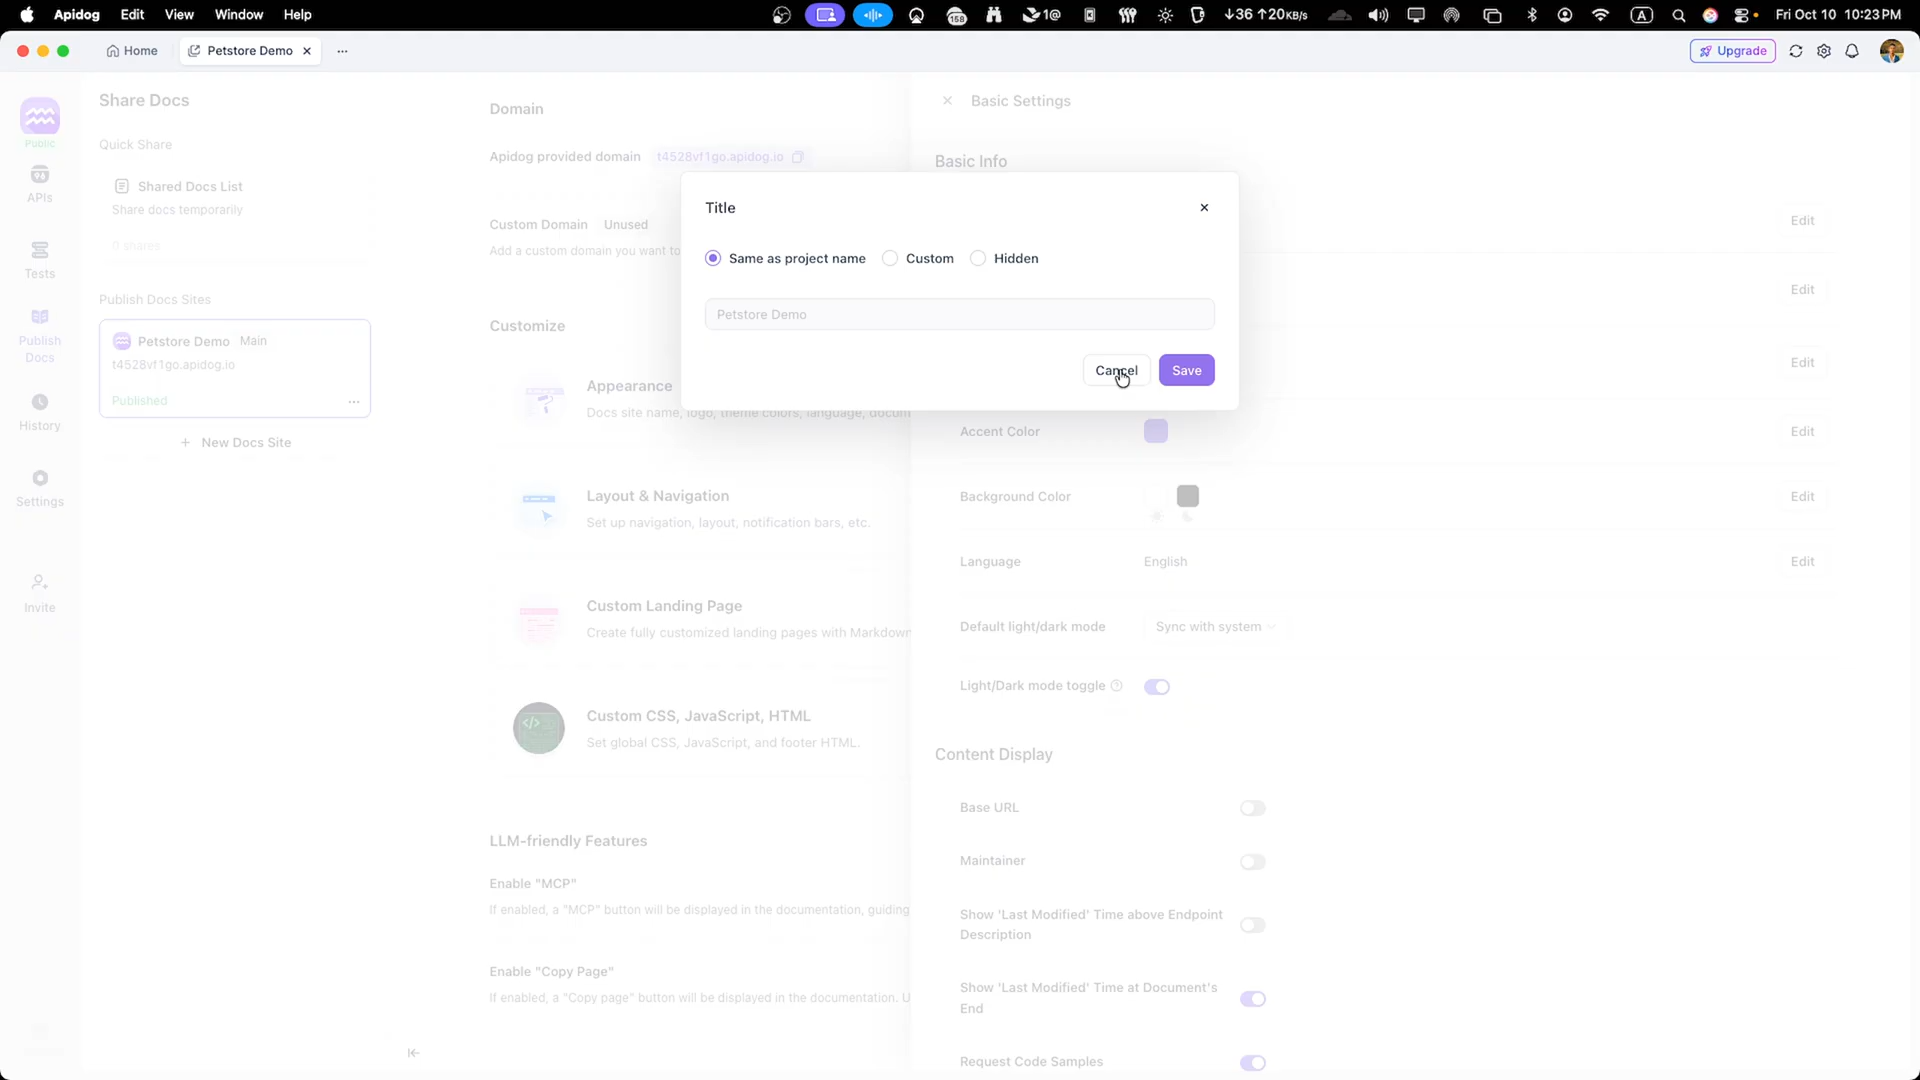 Apidog Edit View Window Help
158
1@
↓36 ↑20KB/s
A
Fri Oct 10 10:23 PM
Home
Petstore Demo
Upgrade
Public
APIs
Tests
Publish
Docs
History
Settings
Invite
Share Docs
Quick Share
Shared Docs List
Share docs temporarily
0 shares
Publish Docs Sites
Petstore Demo Main
t4528vf1go.apidog.io
Published
+ New Docs Site
Domain
Apidog provided domain t4528vf1go.apidog.io
Custom Domain Unused
Add a custom domain you want to
Customize
Appearance
Docs site name, logo, theme colors, language, docum
Layout & Navigation
Set up navigation, layout, notification bars, etc.
Custom Landing Page
Create fully customized landing pages with Markdown
Custom CSS, JavaScript, HTML
Set global CSS, JavaScript, and footer HTML.
LLM-friendly Features
Enable "MCP"
If enabled, a "MCP" button will be displayed in the documentation, guiding
Enable "Copy Page"
If enabled, a "Copy page" button will be displayed in the documentation. U
Title
Same as project name
Custom
Hidden
Petstore Demo
Cancel
Save
Basic Settings
Basic Info
Edit
Edit
Edit
Accent Color Edit
Background Color Edit
Language English Edit
Default light/dark mode Sync with system
Light/Dark mode toggle
Content Display
Base URL
Maintainer
Show 'Last Modified' Time above Endpoint
Description
Show 'Last Modified' Time at Document's
End
Request Code Samples